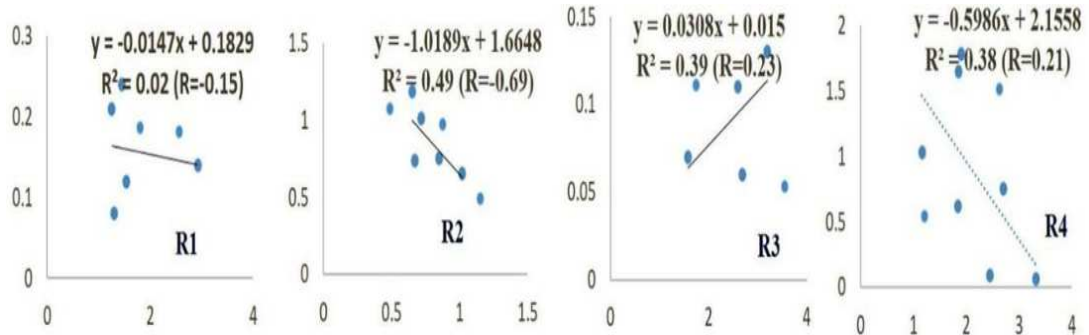 y = -0.0147x + 0.1829
R² = 0.02 (R=-0.15)
0.3
0.2
0.1
0
0
2
4
R1
y = -1.0189x + 1.6648
R² = 0.49 (R=-0.69)
1.5
1
0.5
0
0
0.5
1
1.5
R2
y = 0.0308x + 0.015
R² = 0.39 (R=0.23)
0.15
0.1
0.05
0
0
2
4
R3
y = -0.5986x + 2.1558
R² = 0.38 (R=0.21)
2
1.5
1
0.5
0
0
1
2
3
4
R4